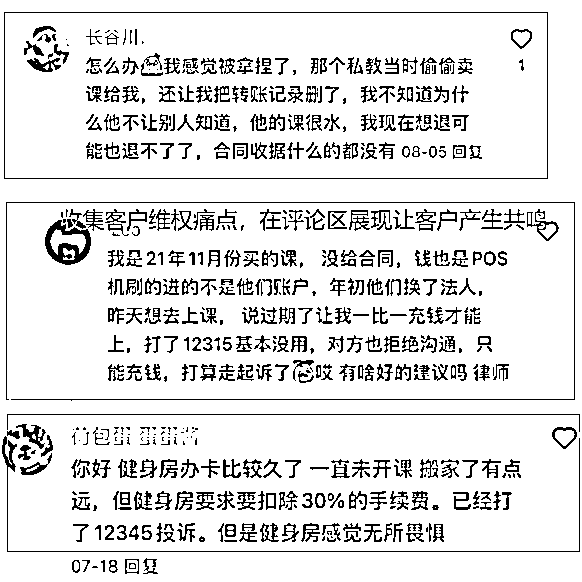 长谷川.
怎么办我感觉被拿捏了，那个私教当时偷偷卖
课给我，还让我把转账记录删了，我不知道为什
么他不让别人知道，他的课很水，我现在想退可
能也退不了了，合同收据什么的都没有 08-05 回复
1
收集客户维权痛点，在评论区展现让客户产生共鸣
我是21年11月份买的课， 没给合同，钱也是POS
机刷的进的不是他们账户，年初他们换了法人，
昨天想去上课， 说过期了让我一比一充钱才能
上，打了12315基本没用，对方也拒绝沟通，只
能充钱，打算走起诉了哎 有啥好的建议吗 律师
荷包蛋
你好 健身房办卡比较久了 一直未开课 搬家了有点
远，但健身房要求要扣除30%的手续费。已经打
了12345投诉。但是健身房感觉无所畏惧
07-18 回复